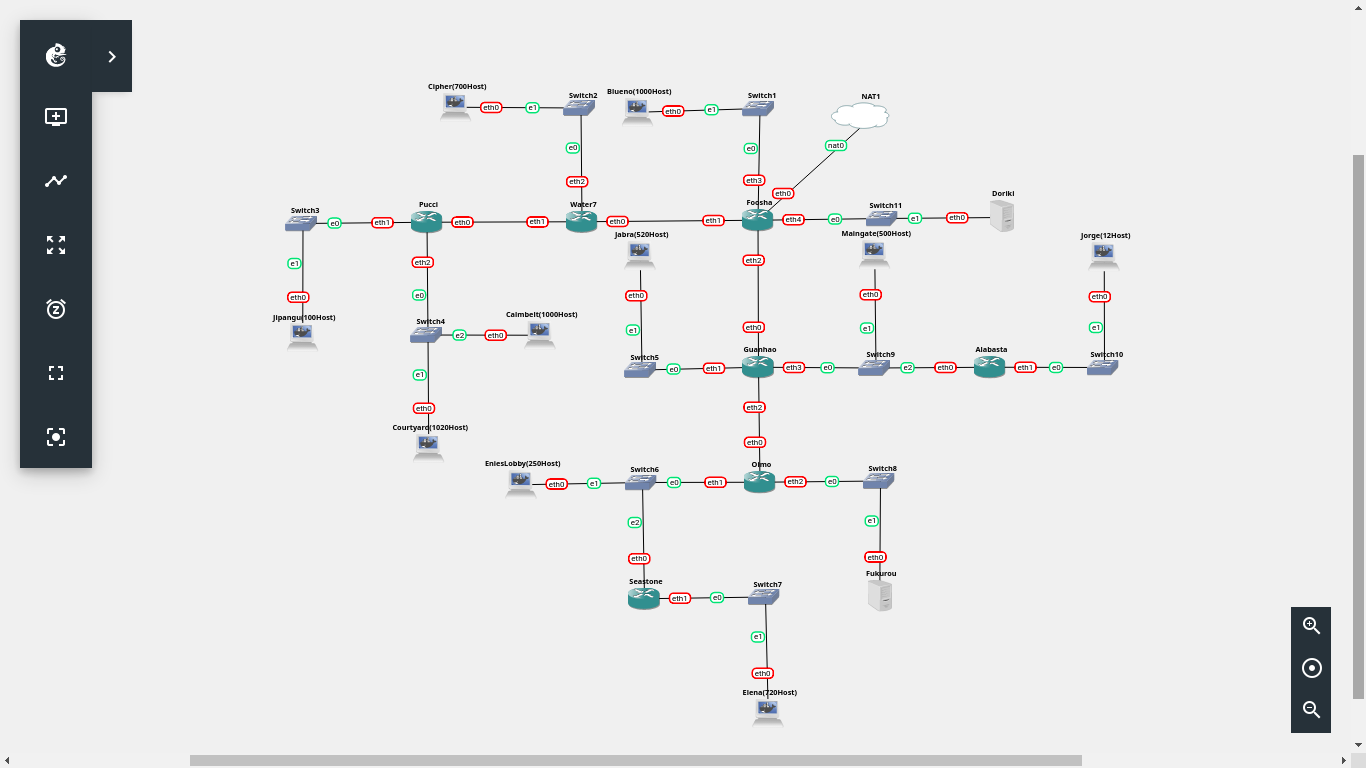 Cipher(700Host)
eth0
e1
Switch2
Blueno(1000Host)
eth0
e1
Switch1
NAT1
nat0
e0
e0
eth2
eth3
eth0
Switch3
e0
eth1
Pucci
eth0
eth1
Water7
eth0
eth1
Foosha
eth4
e0
Switch11
e1
eth0
Doriki
Jabra(520Host)
Maingate(500Host)
Jorge(12Host)
e1
eth2
eth2
eth0
e0
eth0
eth0
eth0
Jipangu(100Host)
Switch4
e2
eth0
Calmbelt(1000Host)
e1
eth0
e1
e1
Switch5
e0
eth1
Guanhao
eth3
e0
Switch9
e2
eth0
Alabasta
eth1
e0
Switch10
e1
eth0
eth2
Courtyard(1020Host)
eth0
EniesLobby(250Host)
eth0
e1
Switch6
e0
eth1
Oimo
eth2
e0
Switch8
e2
e1
eth0
eth0
Seastone
eth1
e0
Switch7
Fukurou
e1
eth0
Elena(720Host)